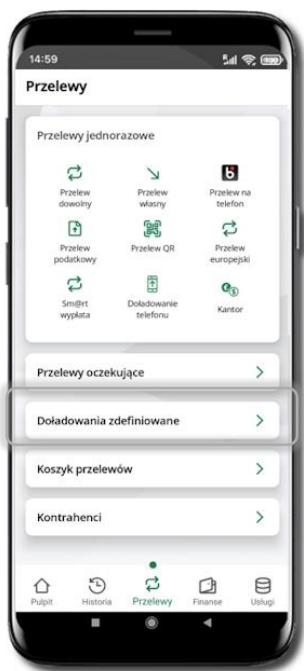 14:59
Przelewy
Przelewy jednorazowe
Przelew dowolny
Przelew własny
Przelew na telefon
Przelew podatkowy
Przelew QR
Przelew europejski
Sm@rt wypłata
Doładowanie telefonu
Kantor
Przelewy oczekujące
Doładowania zdefiniowane
Koszyk przelewów
Kontrahenci
Pulpit Historia Przelewy Finanse Usługi